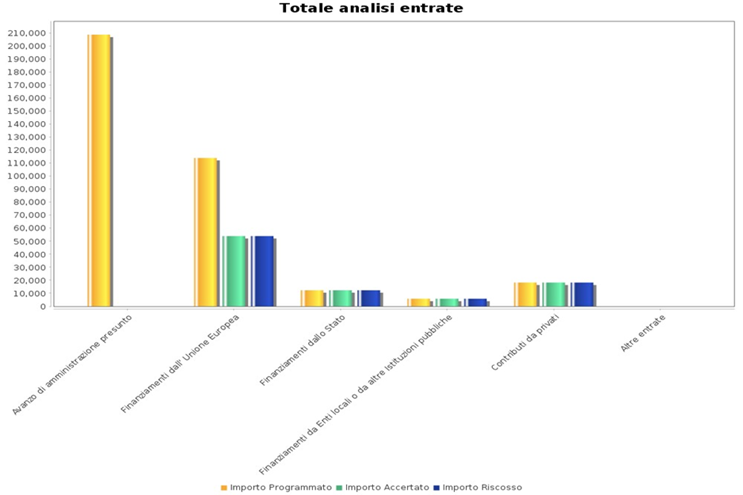 Totale analisi entrate
210,000
200,000
190,000
180,000
170,000
160,000
150,000
140,000
130,000
120,000
110,000
100,000
90,000
80,000
70,000
60,000
50,000
40,000
30,000
20,000
10,000
0
Avanzo di amministrazione presunto
Finanziamenti dall' Unione Europea
Finanziamenti dallo Stato
Finanziamenti da Enti locali o da altre Istituzioni pubbliche
Contributi da privati
Altre entrate
Importo Programmato Importo Accertato Importo Riscosso